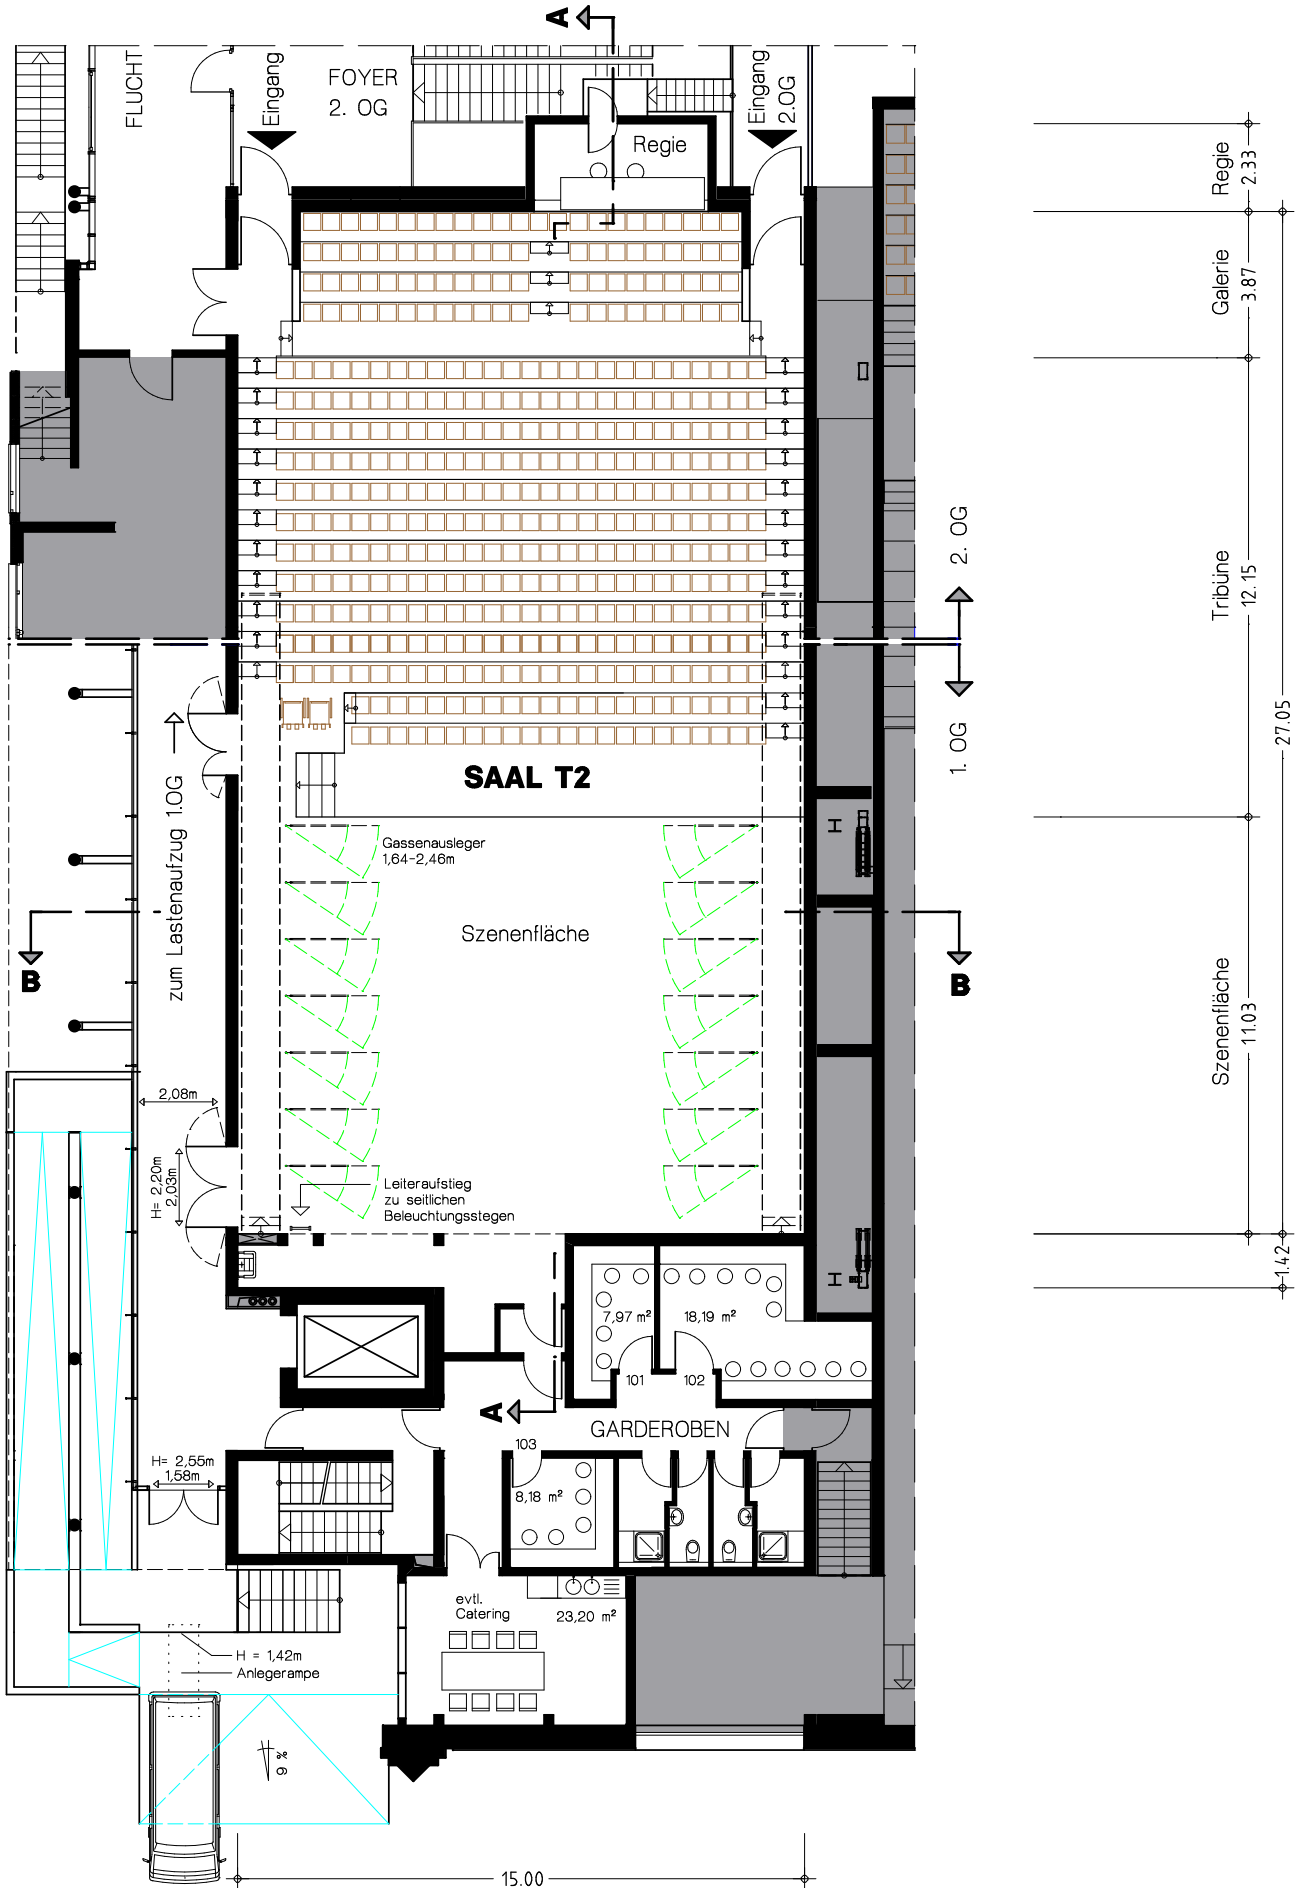 A
FLUCHT
Eingang
FOYER
2. OG
Eingang
2.OG
Regie
Regie
2.33
Galerie
3.87
Tribüne
12.15
27.05
2. OG
1. OG
zum Lastenaufzug 1.OG
SAAL T2
Gassenausleger
1,64-2,46m
H
Szenenfläche
B
B
Szenenfläche
11.03
2,08m
H= 2,20m
2,03m
Leiteraufstieg
zu seitlichen
Beleuchtungsstegen
H
1.42
7,97 m²
18,19 m²
101
102
A
GARDEROBEN
103
H= 2,55m
1,58m
8,18 m²
evtl.
Catering
23,20 m²
H = 1,42m
Anlegerampe
9 %
15.00